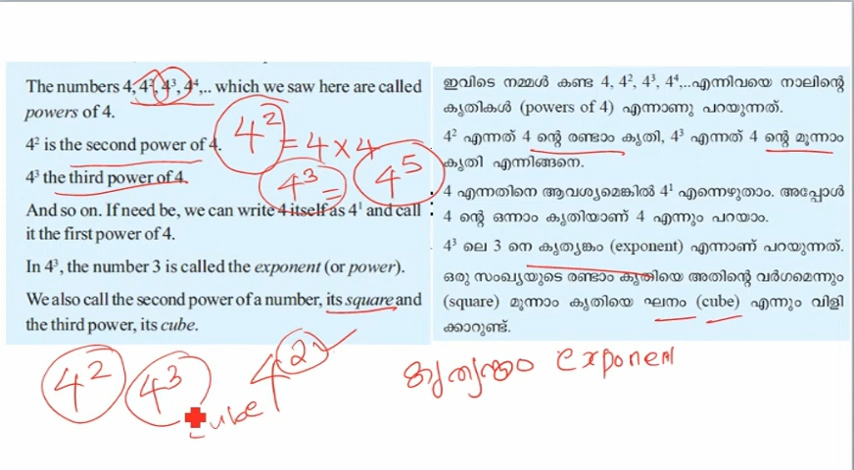 The numbers 4, 4², 4³, 4⁴,.. which we saw here are called
powers of 4.
4² is the second power of 4.
4³ the third power of 4.
And so on. If need be, we can write 4 itself as 4¹ and call
it the first power of 4.
In 4³, the number 3 is called the exponent (or power).
We also call the second power of a number, its square and
the third power, its cube.
4² = 4 × 4
4³ =
4⁵
ഇവിടെ നമ്മൾ കണ്ട 4, 4², 4³, 4⁴,..എന്നിവയെ നാലിന്റെ
കൃതികൾ (powers of 4) എന്നാണു പറയുന്നത്.
4² എന്നത് 4 ന്റെ രണ്ടാം കൃതി, 4³ എന്നത് 4 ന്റെ മൂന്നാം
കൃതി എന്നിങ്ങനെ.
4 എന്നതിനെ ആവശ്യമെങ്കിൽ 4¹ എന്നെഴുതാം. അപ്പോൾ
4 ന്റെ ഒന്നാം കൃതിയാണ് 4 എന്നും പറയാം.
4³ ലെ 3 നെ കൃത്യങ്കം (exponent) എന്നാണ് പറയുന്നത്.
ഒരു സംഖ്യയുടെ രണ്ടാം കൃതിയെ അതിന്റെ വർഗമെന്നും
(square) മൂന്നാം കൃതിയെ ഘനം (cube) എന്നും വിളി
ക്കാറുണ്ട്.
4² 4³ 4²
cube
കൃത്യങ്കം exponen